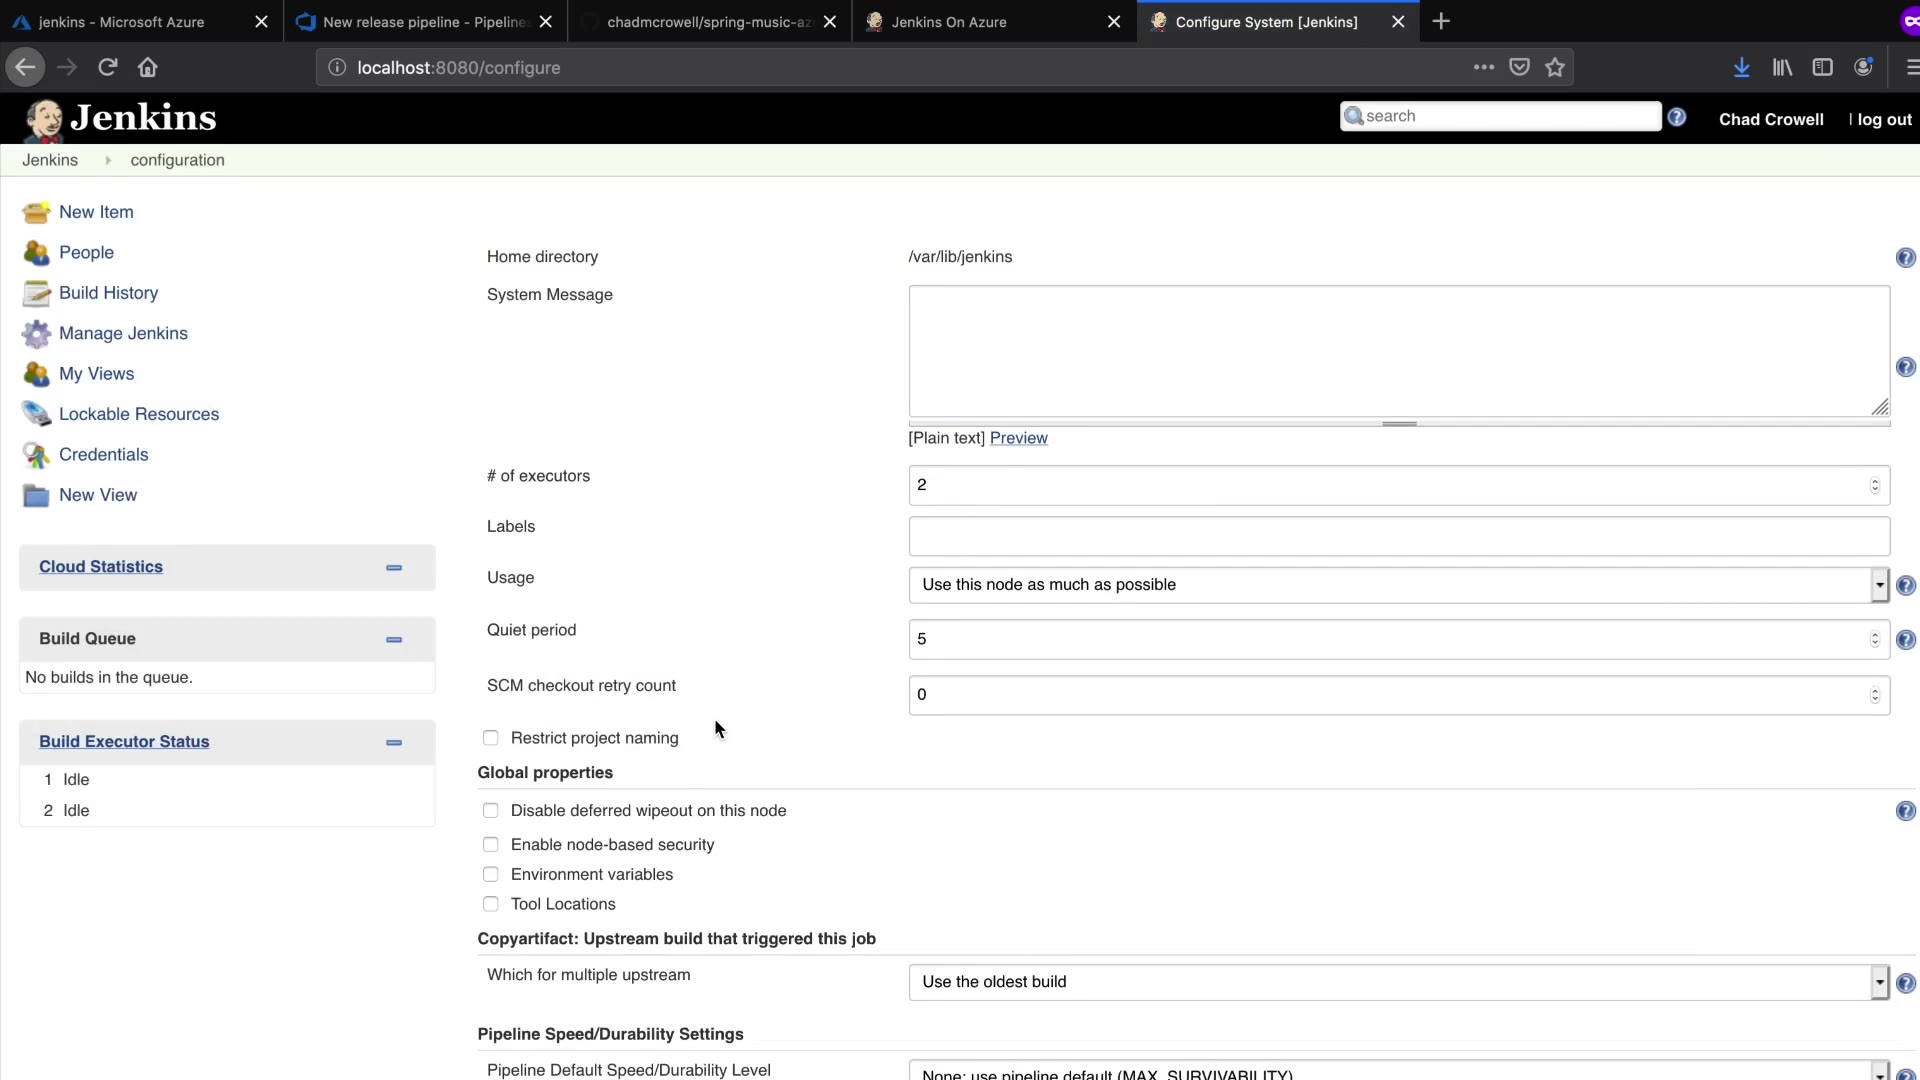 jenkins - Microsoft Azure
New release pipeline - Pipelines
chadmcrowell/spring-music-az
Jenkins On Azure
Configure System [Jenkins]
localhost:8080/configure
Jenkins
search
Chad Crowell
| log out
Jenkins
configuration
New Item
People
Build History
Manage Jenkins
My Views
Lockable Resources
Credentials
New View
Cloud Statistics
Build Queue
No builds in the queue.
Build Executor Status
1 Idle
2 Idle
Home directory
/var/lib/jenkins
System Message
[Plain text] Preview
# of executors
2
Labels
Usage
Use this node as much as possible
Quiet period
5
SCM checkout retry count
0
Restrict project naming
Global properties
Disable deferred wipeout on this node
Enable node-based security
Environment variables
Tool Locations
Copyartifact: Upstream build that triggered this job
Which for multiple upstream
Use the oldest build
Pipeline Speed/Durability Settings
Pipeline Default Speed/Durability Level
None: use pipeline default (MAX_SURVIVABILITY)